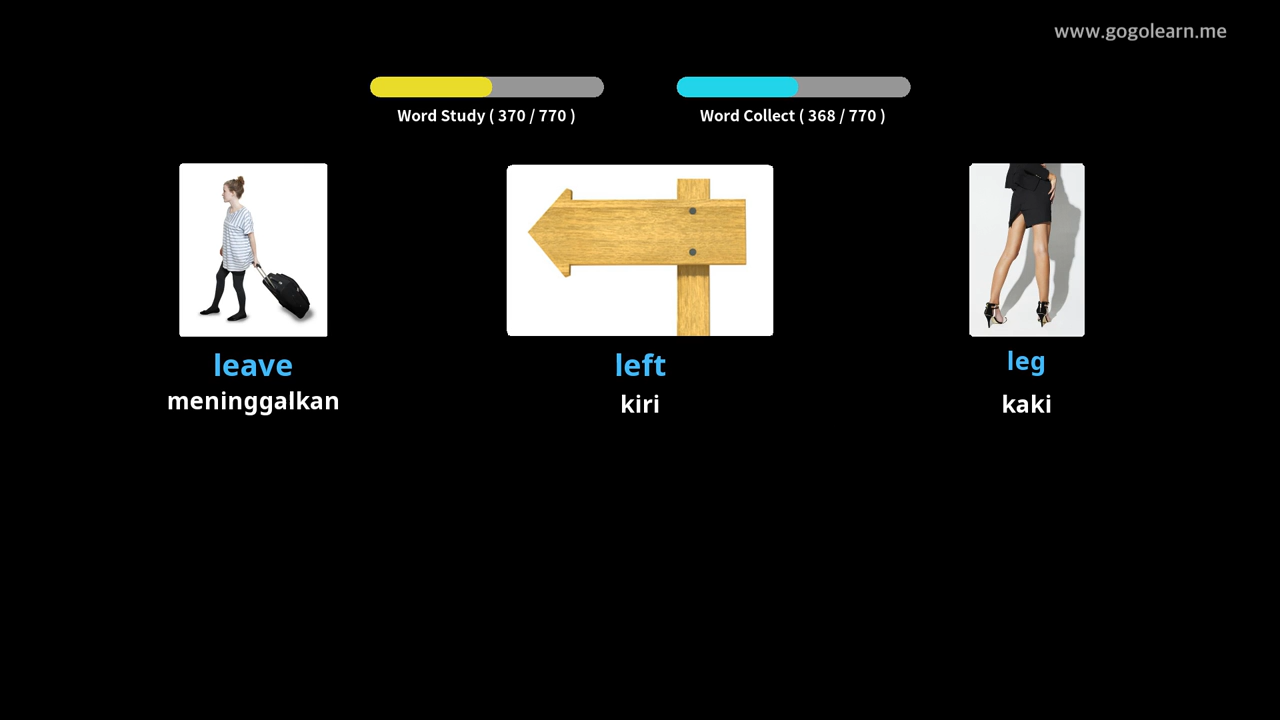 www.gogolearn.me
Word Study ( 370 / 770 )
Word Collect ( 368 / 770 )
leave
meninggalkan
left
kiri
leg
kaki